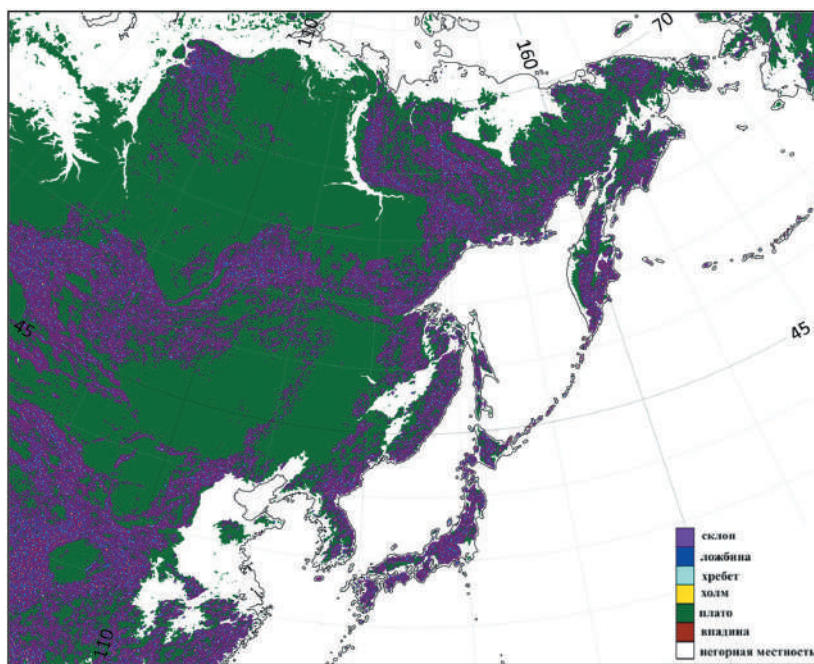 110
160
70
45
45
110
склон
ложбина
хребет
холм
плато
впадина
негорная местность